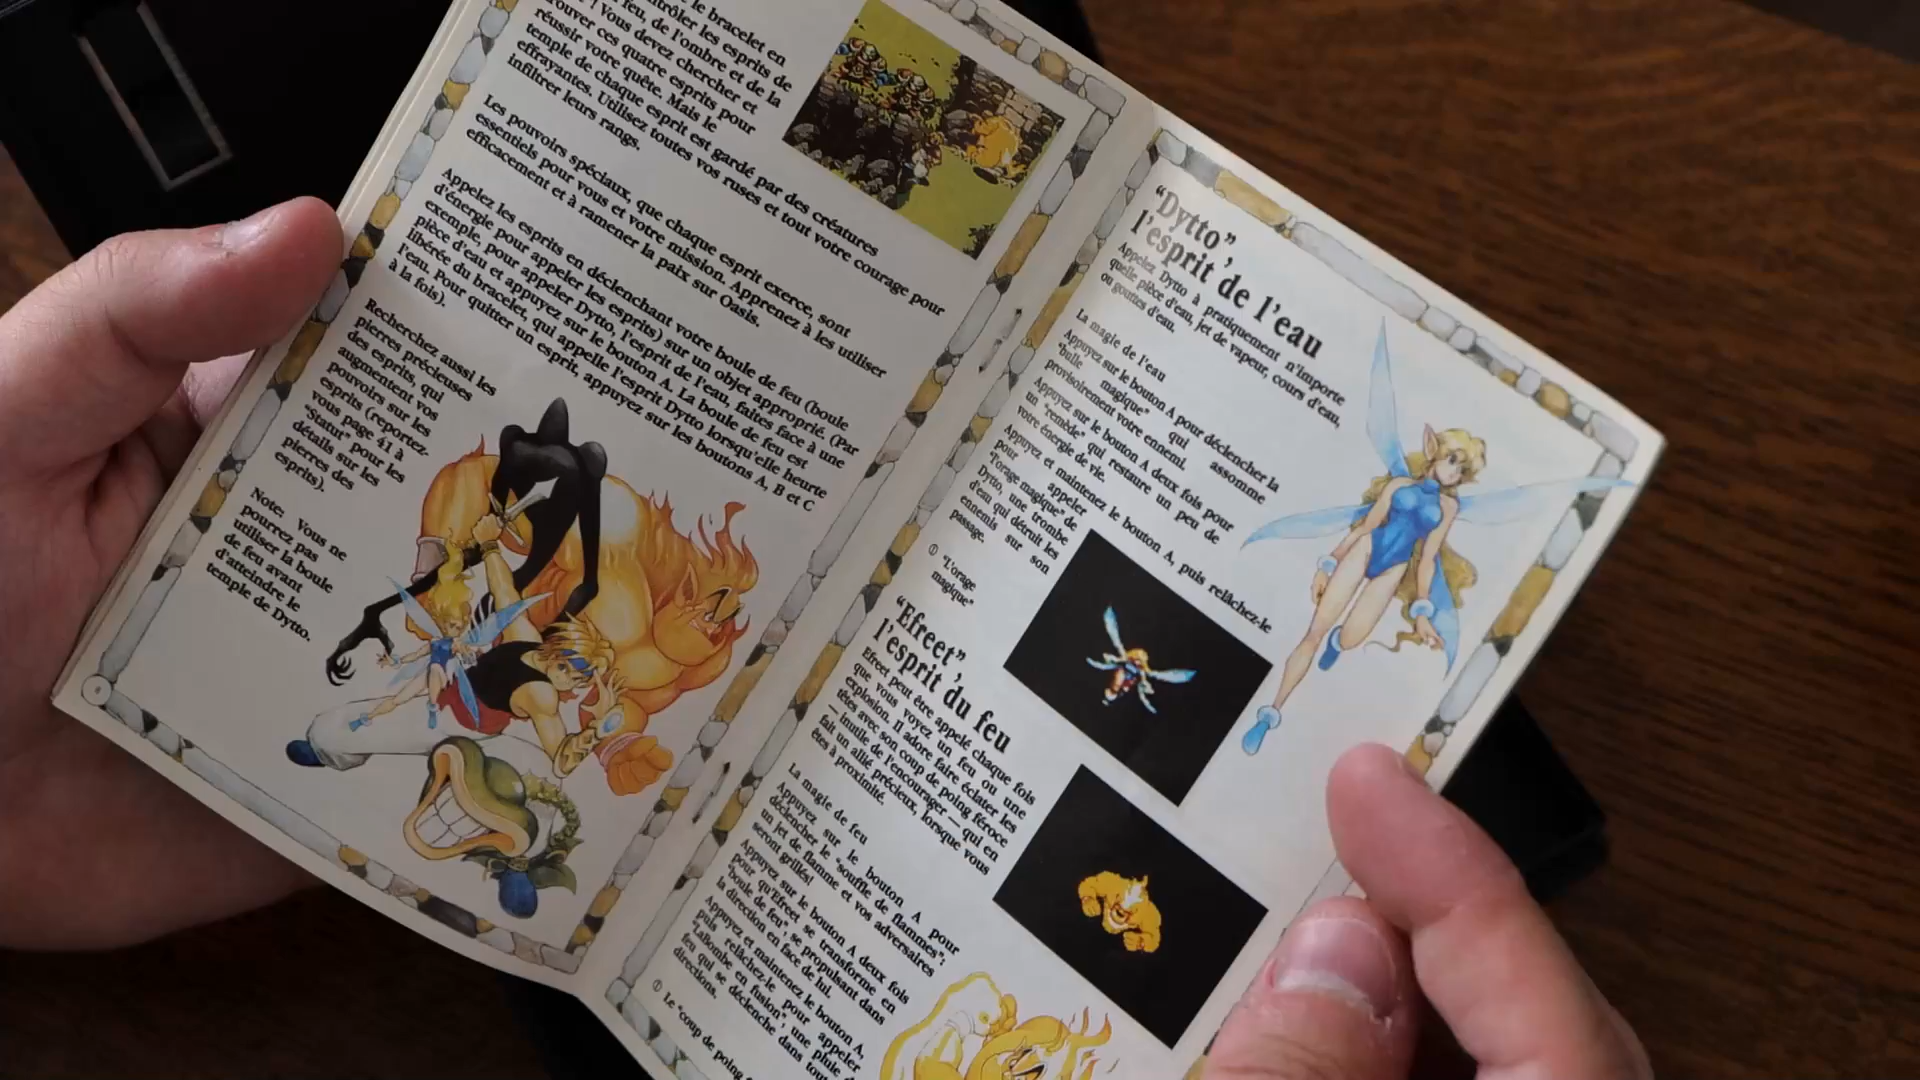 le bracelet en
contrôler les esprits de
feu, de l'ombre et de la
! Vous devez chercher et
trouver ces quatre esprits pour
réussir votre quête. Mais le
temple de chaque esprit est gardé par des créatures
effrayantes. Utilisez toutes vos ruses et tout votre courage pour
infiltrer leurs rangs.
Les pouvoirs spéciaux, que chaque esprit exerce, sont
essentiels pour vous et votre mission. Apprenez à les utiliser
efficacement et à ramener la paix sur Oasis.
Appelez les esprits en déclenchant votre boule de feu (boule
d'énergie pour appeler les esprits) sur un objet approprié. (Par
exemple, pour appeler Dytto, l'esprit de l'eau, faites face à une
pièce d'eau et appuyez sur le bouton A. La boule de feu est
libérée du bracelet, qui appelle l'esprit Dytto lorsqu'elle heurte
l'eau. Pour quitter un esprit, appuyez sur les boutons A, B et C
à la fois).
Recherchez aussi les
pierres précieuses
des esprits, qui
augmentent vos
pouvoirs sur les
esprits (reportez-
vous page 41 à
"Statut" pour les
détails sur les
pierres des
esprits).
Note: Vous ne
pourrez pas
utiliser la boule
de feu avant
d'atteindre le
temple de Dytto.
"Dytto",
l'esprit de l'eau
Appelez Dytto à pratiquement n'importe
quelle pièce d'eau, jet de vapeur, cours d'eau,
ou gouttes d'eau.
La magie de l'eau
Appuyez sur le bouton A pour déclencher la
"bulle magique" qui assomme
provisoirement votre ennemi.
Appuyez sur le bouton A deux fois pour
un "remède" qui restaure un peu de
votre énergie de vie.
Appuyez et maintenez le bouton A, puis relâchez-le
pour appeler
"l'orage magique" de
Dytto, une trombe
d'eau qui détruit les
ennemis sur son
passage.
① "L'orage
magique"
"Efreet",
l'esprit du feu
Efreet peut être appelé chaque fois
que vous voyez un feu ou une
explosion. Il adore faire éclater les
têtes avec son coup de poing féroce
— inutile de l'encourager — qui en
fait un allié précieux, lorsque vous
êtes à proximité.
La magie de feu
Appuyez sur le bouton A pour
déclencher le "souffle de flammes":
un jet de flamme et vos adversaires
seront grillés!
Appuyez sur le bouton A deux fois
pour qu'Efreet se transforme en
"boule de feu", se propulsant dans
la direction en face de lui.
Appuyez et maintenez le bouton A,
puis relâchez-le pour appeler
"LaBombe en fusion", une pluie de
feu qui se déclenche dans tou
directions.
① Le "coup de poing